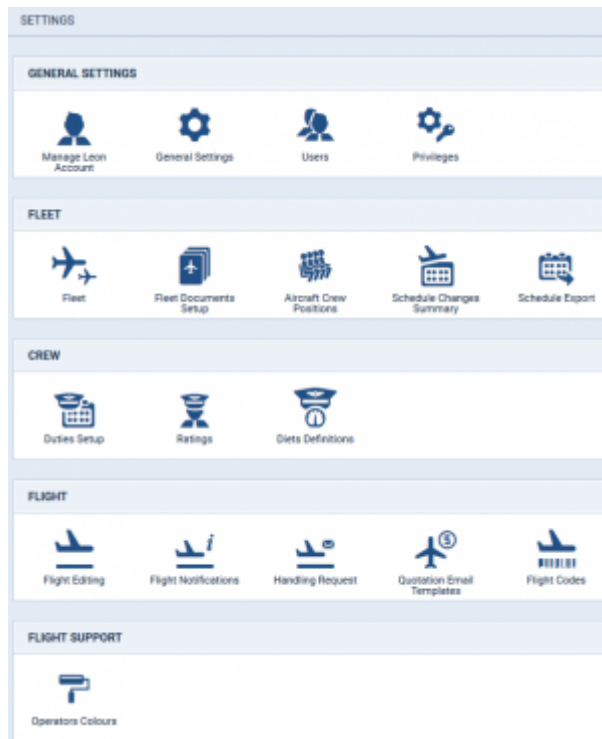 SETTINGS
GENERAL SETTINGS
Manage Leon
Account
General Settings
Users
Privileges
FLEET
Fleet
Fleet Documents
Setup
Aircraft Crew
Positions
Schedule Changes
Summary
Schedule Export
CREW
Duties Setup
Ratings
Diets Definitions
FLIGHT
Flight Editing
Flight Notifications
Handling Request
Quotation Email
Templates
Flight Codes
FLIGHT SUPPORT
Operators Colours